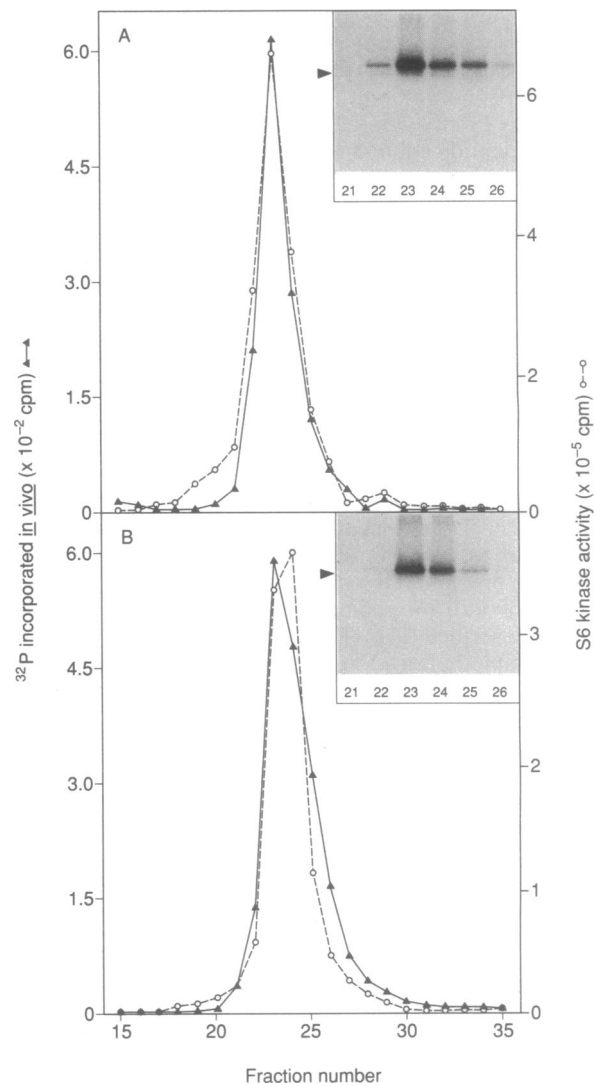 A
6.0
4.5
3.0
1.5
0
6
4
2
0
21 22 23 24 25 26
B
6.0
4.5
3.0
1.5
0
3
2
1
0
21 22 23 24 25 26
15 20 25 30 35
Fraction number
32P incorporated in vivo (x 10−2 cpm)
S6 kinase activity (x 10−5 cpm)